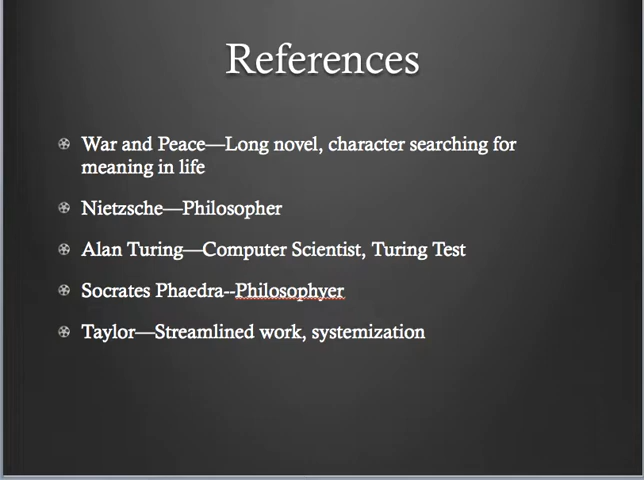 References
War and Peace—Long novel, character searching for
meaning in life
Nietzsche—Philosopher
Alan Turing—Computer Scientist, Turing Test
Socrates Phaedra--Philosophyer
Taylor—Streamlined work, systemization